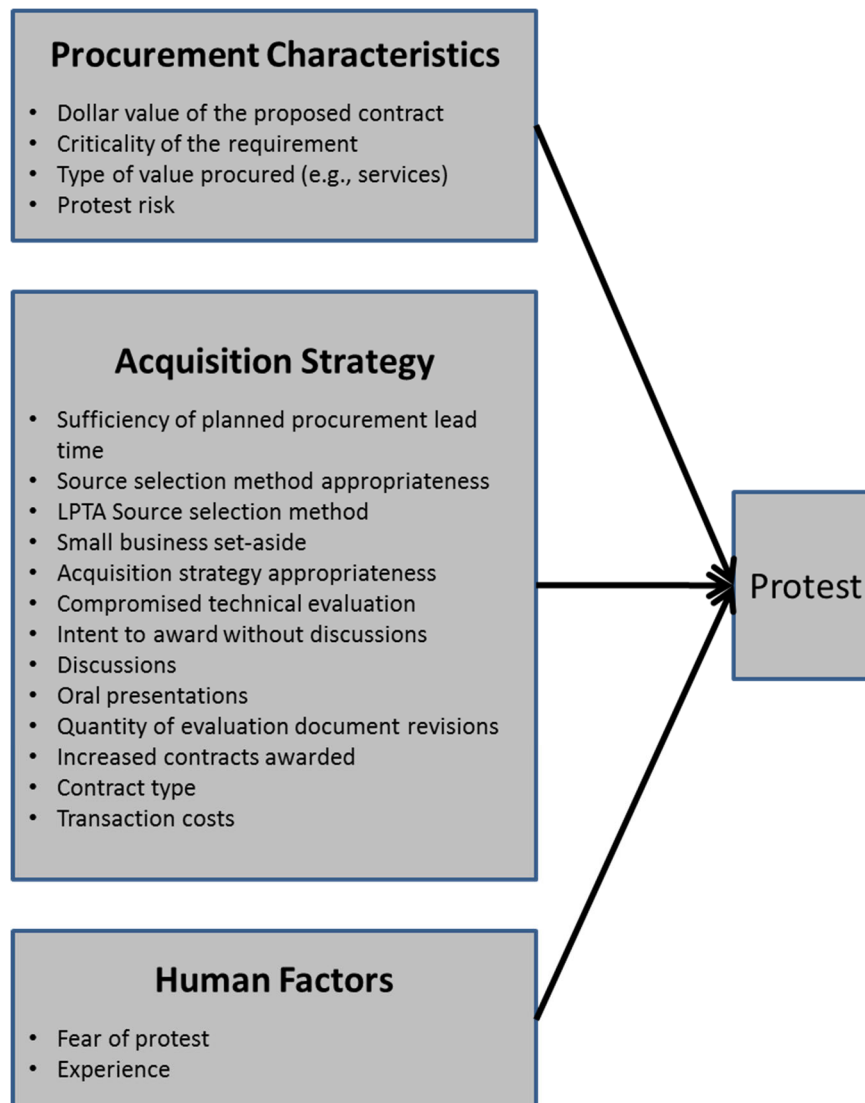 Procurement Characteristics
• Dollar value of the proposed contract
• Criticality of the requirement
• Type of value procured (e.g., services)
• Protest risk
Acquisition Strategy
• Sufficiency of planned procurement lead
time
• Source selection method appropriateness
• LPTA Source selection method
• Small business set-aside
• Acquisition strategy appropriateness
• Compromised technical evaluation
• Intent to award without discussions
• Discussions
• Oral presentations
• Quantity of evaluation document revisions
• Increased contracts awarded
• Contract type
• Transaction costs
Protest
Human Factors
• Fear of protest
• Experience